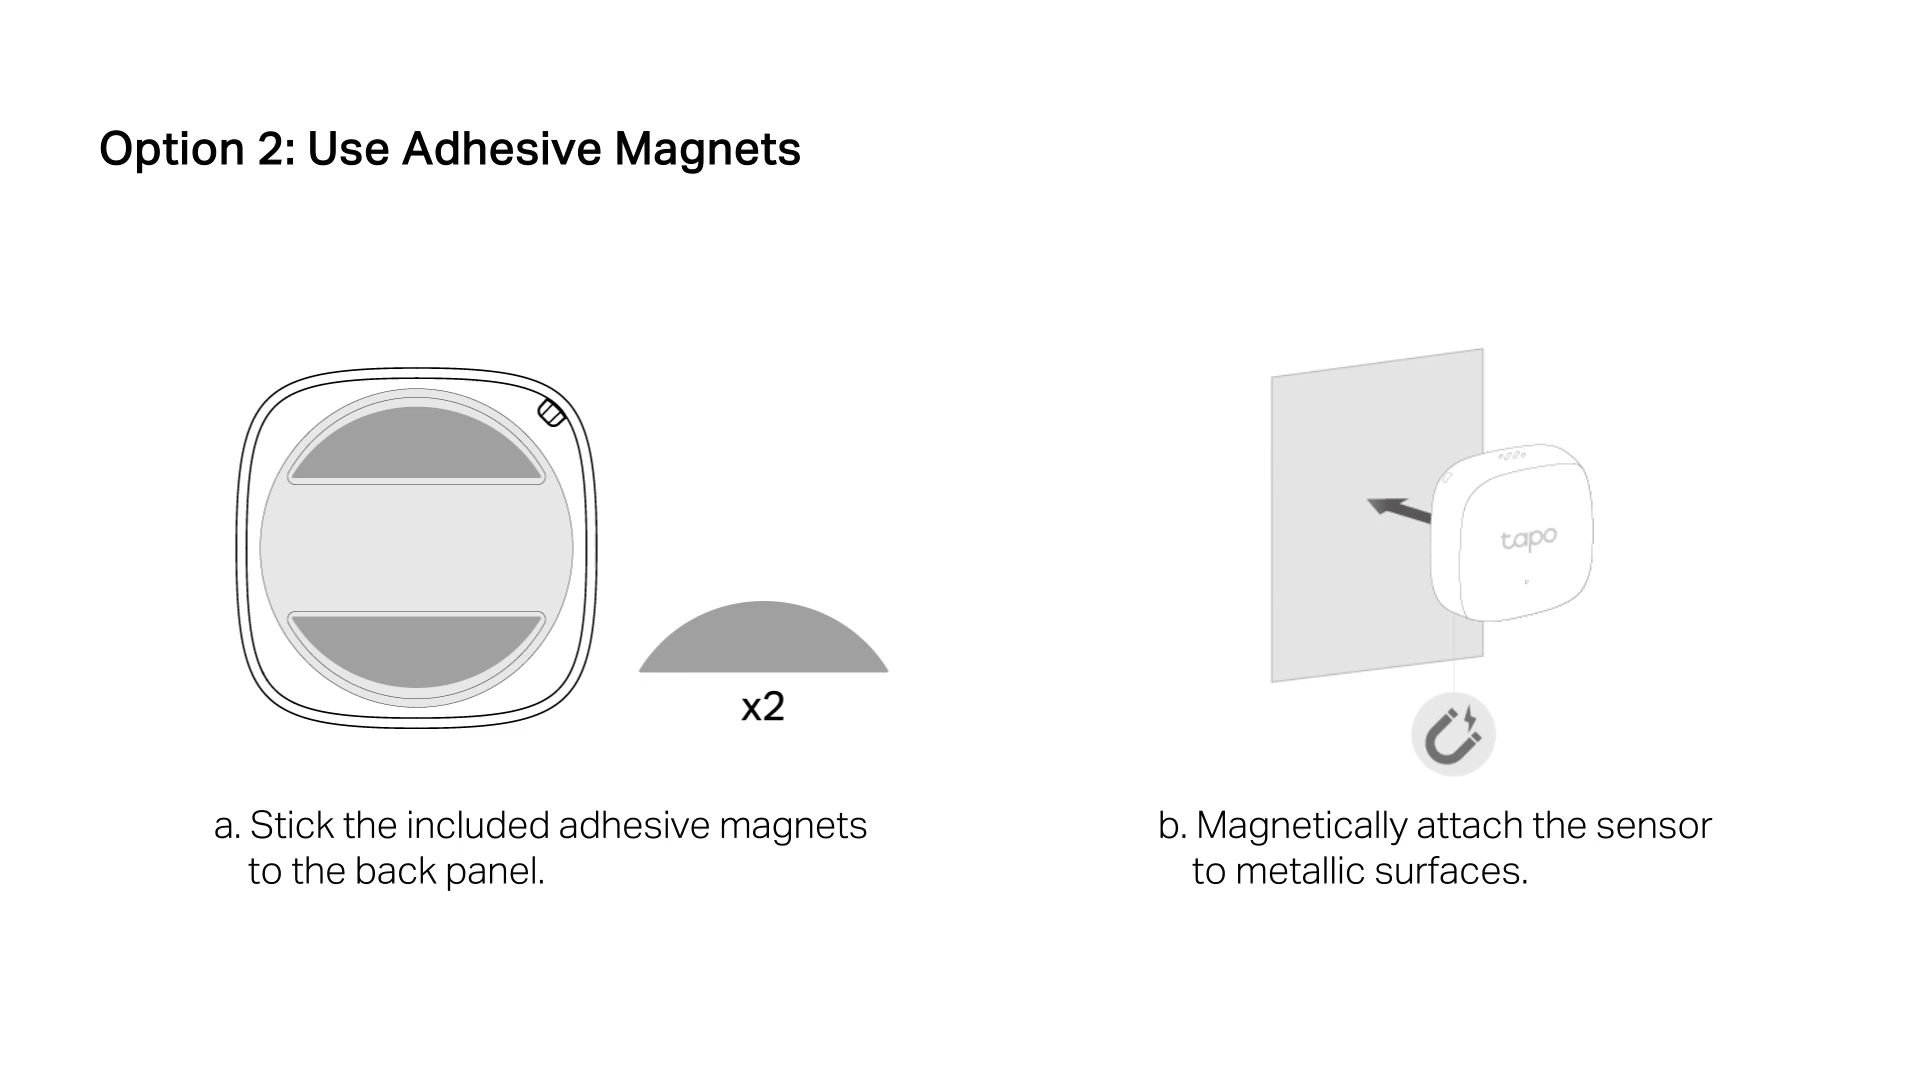 Option 2: Use Adhesive Magnets
tapo
x2
a. Stick the included adhesive magnets
to the back panel.
b. Magnetically attach the sensor
to metallic surfaces.